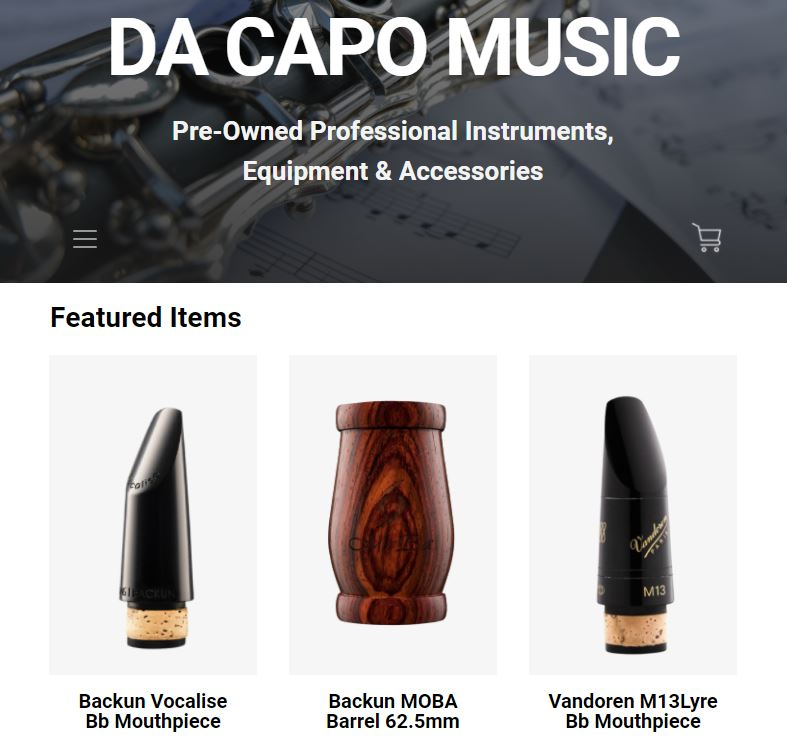 DA CAPO MUSIC
Pre-Owned Professional Instruments,
Equipment & Accessories
Featured Items
BACKUN
Vandoren
PARIS
M13
Backun Vocalise
Bb Mouthpiece
Backun MOBA
Barrel 62.5mm
Vandoren M13Lyre
Bb Mouthpiece